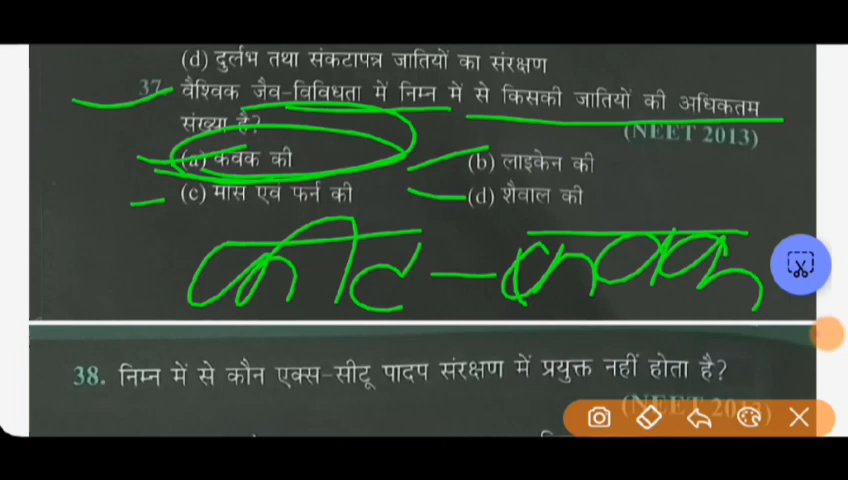 (d) दुर्लभ तथा संकटापत्र जातियों का संरक्षण
37. वैश्विक जैव-विविधता में निम्न में से किसकी जातियों की अधिकतम
संख्या है? (NEET 2013)
(a) कवक की (b) लाइकेन की
(c) मॉस एवं फर्न की (d) शैवाल की
कीट – कवक
38. निम्न में से कौन एक्स-सीटू पादप संरक्षण में प्रयुक्त नहीं होता है?